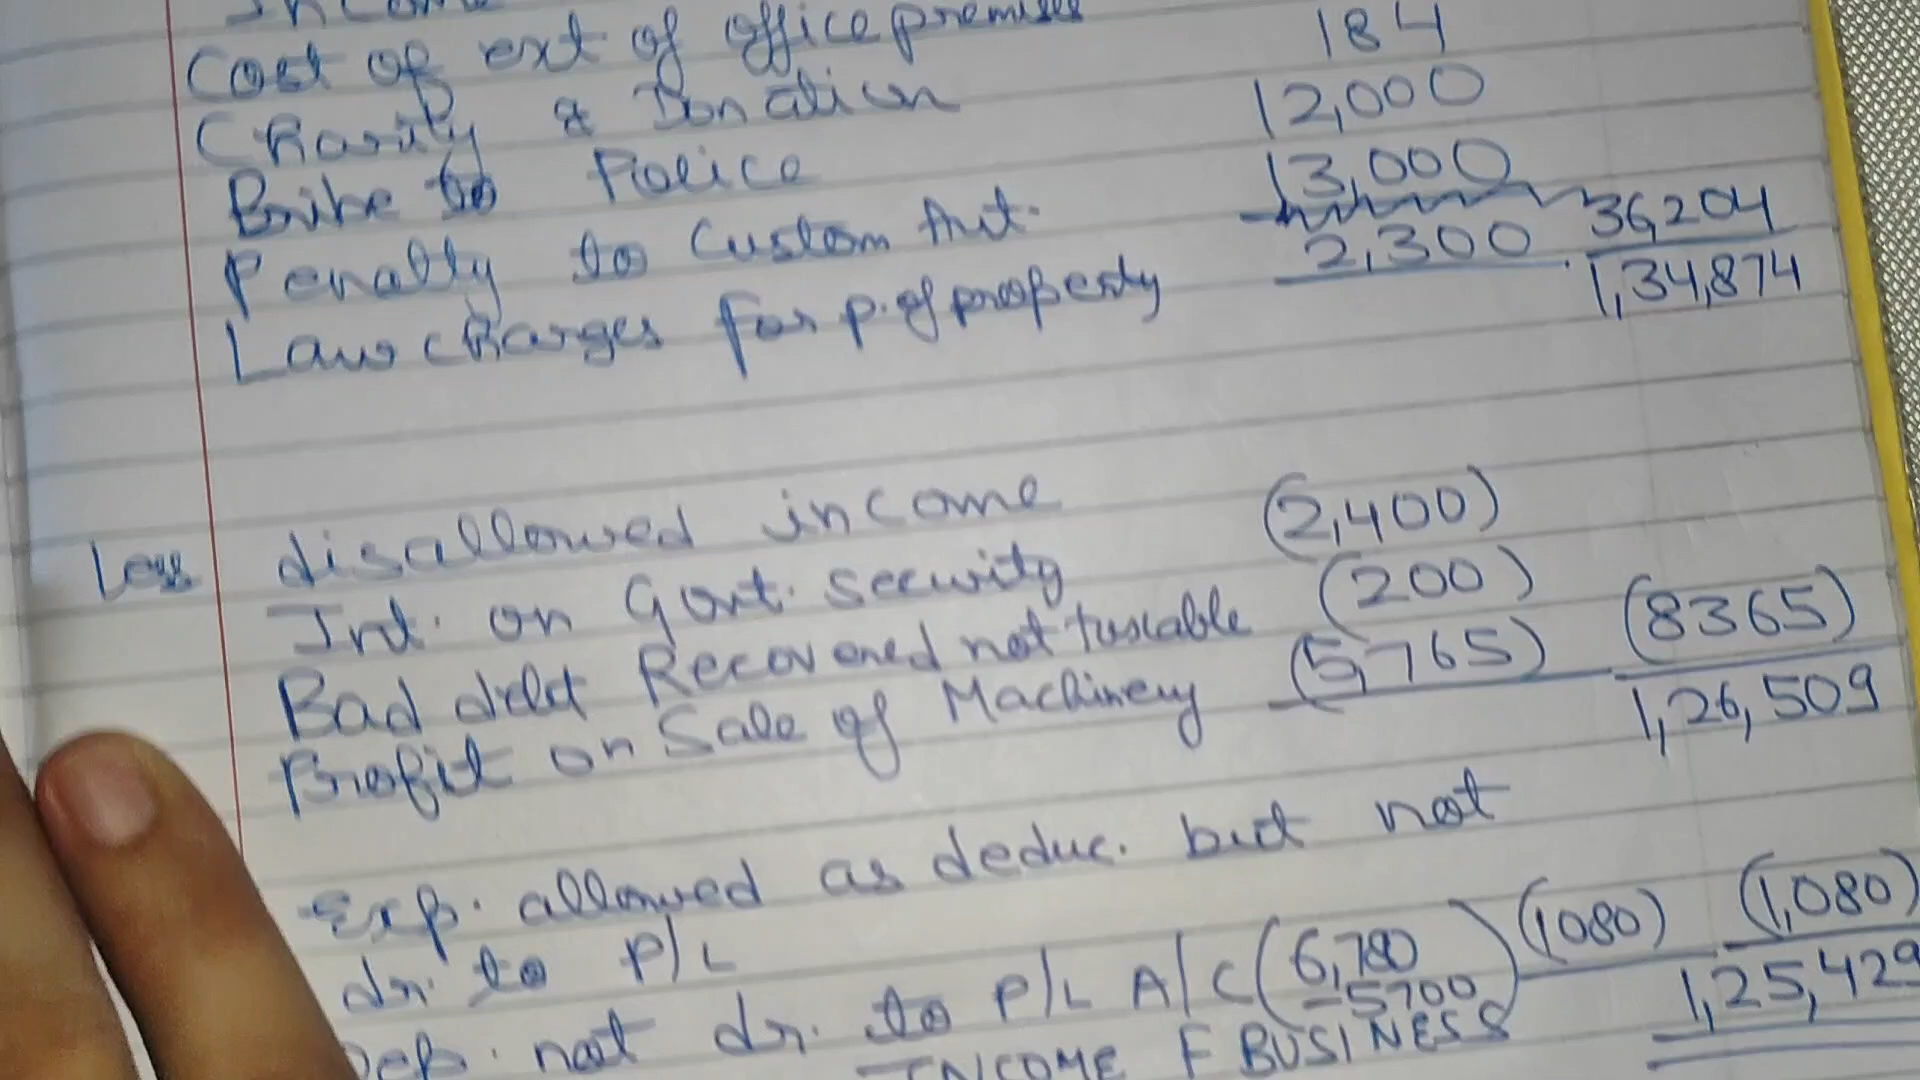 Income
Cost of ext of office premises 184
Charity & Donation 12,000
Bribe to Police 13,000
Penalty to Custom Aut. 2,300 36,204
Law charges for p. of property 1,34,874
Less disallowed income
Int. on Govt. security (2,400)
Bad debt Recovered not taxable (200)
Profit on Sale of Machinery (5,765) (8365)
1,26,509
Exp. allowed as deduc. but not
dr. to P/L
Dep. not dr. to P/L A/C (6,780 - 5700) (1080) (1,080)
INCOME F BUSINESS 1,25,429